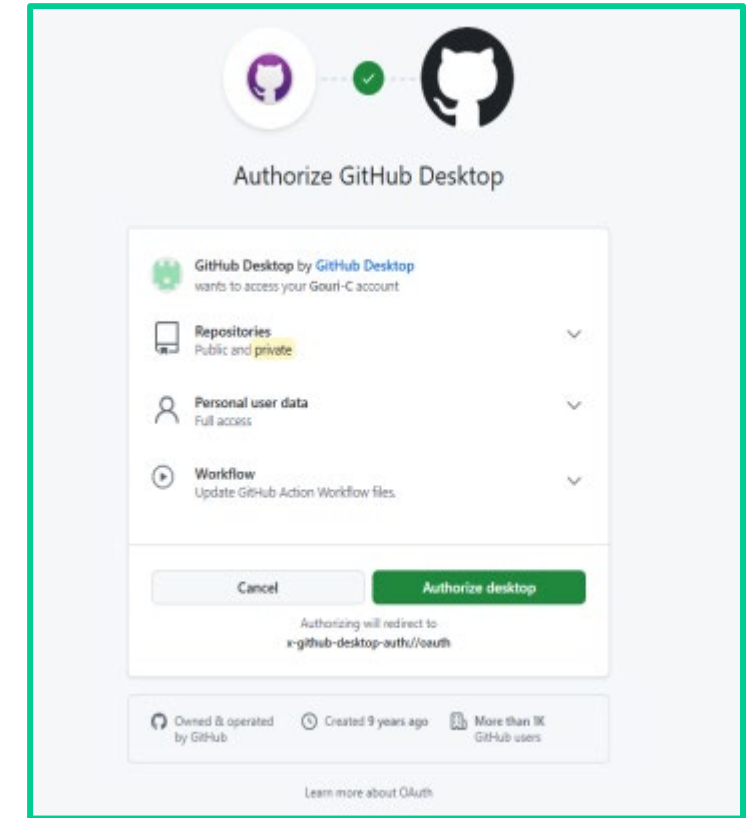 Authorize GitHub Desktop
GitHub Desktop by GitHub Desktop
wants to access your Gouri-C account
Repositories
Public and private
Personal user data
Full access
Workflow
Update GitHub Action Workflow files.
Cancel
Authorize desktop
Authorizing will redirect to
x-github-desktop-auth://oauth
Owned & operated
by GitHub
Created 9 years ago
More than 1K
GitHub users
Learn more about OAuth